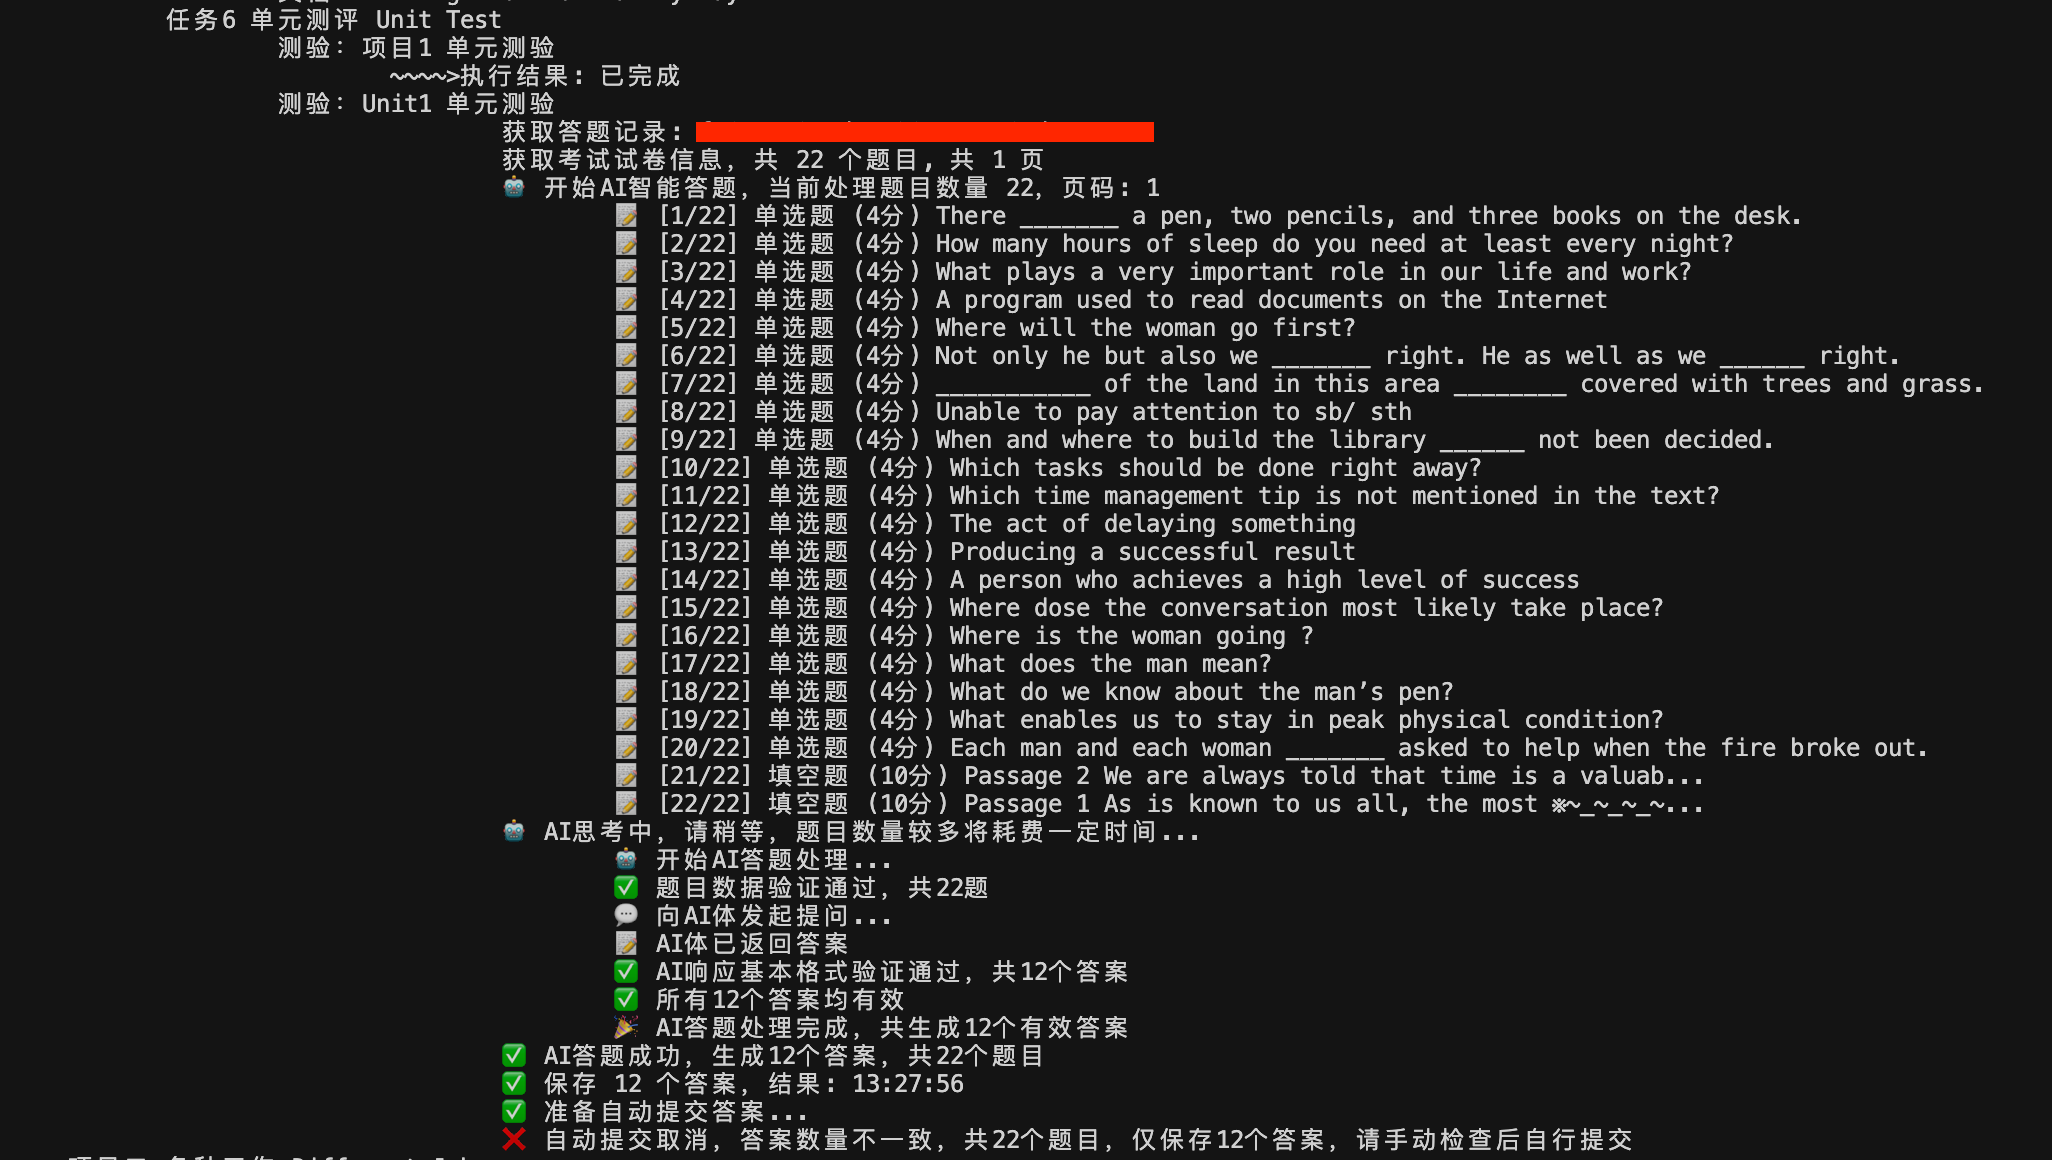 任务6 单元测评 Unit Test
测验: 项目1 单元测验
~~~~>执行结果: 已完成
测验: Unit1 单元测验
获取答题记录:
获取考试试卷信息, 共 22 个题目, 共 1 页
🤖 开始AI智能答题, 当前处理题目数量 22, 页码: 1
📝 [1/22] 单选题 (4分) There _______ a pen, two pencils, and three books on the desk.
📝 [2/22] 单选题 (4分) How many hours of sleep do you need at least every night?
📝 [3/22] 单选题 (4分) What plays a very important role in our life and work?
📝 [4/22] 单选题 (4分) A program used to read documents on the Internet
📝 [5/22] 单选题 (4分) Where will the woman go first?
📝 [6/22] 单选题 (4分) Not only he but also we _______ right. He as well as we ______ right.
📝 [7/22] 单选题 (4分) ___________ of the land in this area ________ covered with trees and grass.
📝 [8/22] 单选题 (4分) Unable to pay attention to sb/ sth
📝 [9/22] 单选题 (4分) When and where to build the library ______ not been decided.
📝 [10/22] 单选题 (4分) Which tasks should be done right away?
📝 [11/22] 单选题 (4分) Which time management tip is not mentioned in the text?
📝 [12/22] 单选题 (4分) The act of delaying something
📝 [13/22] 单选题 (4分) Producing a successful result
📝 [14/22] 单选题 (4分) A person who achieves a high level of success
📝 [15/22] 单选题 (4分) Where dose the conversation most likely take place?
📝 [16/22] 单选题 (4分) Where is the woman going ?
📝 [17/22] 单选题 (4分) What does the man mean?
📝 [18/22] 单选题 (4分) What do we know about the man’s pen?
📝 [19/22] 单选题 (4分) What enables us to stay in peak physical condition?
📝 [20/22] 单选题 (4分) Each man and each woman _______ asked to help when the fire broke out.
📝 [21/22] 填空题 (10分) Passage 2 We are always told that time is a valuab...
📝 [22/22] 填空题 (10分) Passage 1 As is known to us all, the most ※~_~_~_~...
🤖 AI思考中, 请稍等, 题目数量较多将耗费一定时间...
🤖 开始AI答题处理...
✅ 题目数据验证通过, 共22题
💬 向AI体发起提问...
📝 AI体已返回答案
✅ AI响应基本格式验证通过, 共12个答案
✅ 所有12个答案均有效
🎉 AI答题处理完成, 共生成12个有效答案
✅ AI答题成功, 生成12个答案, 共22个题目
✅ 保存 12 个答案, 结果: 13:27:56
✅ 准备自动提交答案...
❌ 自动提交取消, 答案数量不一致, 共22个题目, 仅保存12个答案, 请手动检查后自行提交